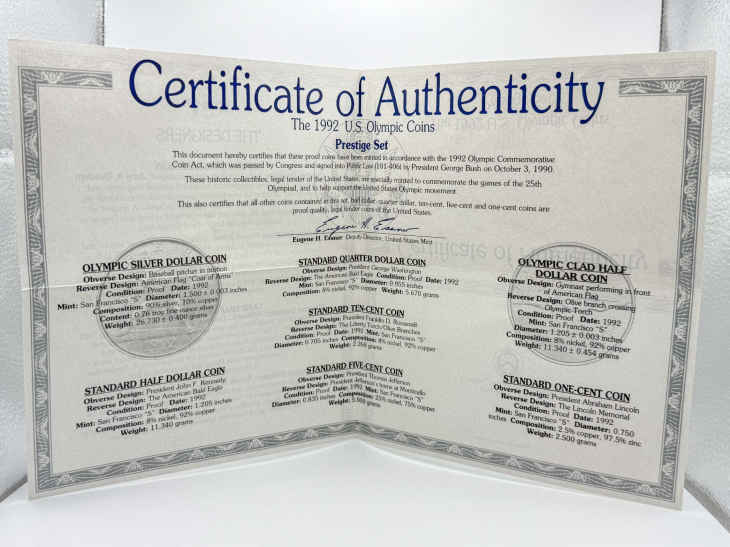 Certificate of Authenticity
The 1992 U.S. Olympic Coins
Prestige Set
This document hereby certifies that these proof coins have been minted in accordance with the 1992 Olympic Commemorative
Coin Act, which was passed by Congress and signed into Public Law (101-406) by President George Bush on October 3, 1990.
These historic collectibles, legal tender of the United States, are specially minted to commemorate the games of the 25th
Olympiad, and to help support the United States Olympic movement.
This also certifies that all other coins contained in this set, half dollar, quarter dollar, ten-cent, five-cent and one-cent coins are
proof quality, legal tender coins of the United States.
Eugene H. Essner
Eugene H. Essner Deputy Director, United States Mint
OLYMPIC SILVER DOLLAR COIN
Obverse Design: Baseball pitcher in motion
Reverse Design: American Flag "Coat of Arms"
Condition: Proof Date: 1992
Mint: San Francisco "S" Diameter: 1.500 ± 0.003 inches
Composition: 90% silver, 10% copper
Content: 0.76 troy fine ounce silver
Weight: 26.730 ± 0.400 grams
STANDARD HALF DOLLAR COIN
Obverse Design: President John F. Kennedy
Reverse Design: The American Bald Eagle
Condition: Proof Date: 1992
Mint: San Francisco "S" Diameter: 1.205 inches
Composition: 8% nickel, 92% copper
Weight: 11.340 grams
STANDARD QUARTER DOLLAR COIN
Obverse Design: President George Washington
Reverse Design: The American Bald Eagle Condition: Proof Date: 1992
Mint: San Francisco "S" Diameter: 0.955 inches
Composition: 8% nickel, 92% copper Weight: 5.670 grams
STANDARD TEN-CENT COIN
Obverse Design: President Franklin D. Roosevelt
Reverse Design: The Liberty Torch/Olive Branches
Condition: Proof Date: 1992 Mint: San Francisco "S"
Diameter: 0.705 inches Composition: 8% nickel, 92% copper
Weight: 2.268 grams
STANDARD FIVE-CENT COIN
Obverse Design: President Thomas Jefferson
Reverse Design: President Jefferson's home at Monticello
Condition: Proof Date: 1992 Mint: San Francisco "S"
Diameter: 0.835 inches Composition: 25% nickel, 75% copper
Weight: 5.000 grams
OLYMPIC CLAD HALF
DOLLAR COIN
Obverse Design: Gymnast performing in front
of American Flag
Reverse Design: Olive branch crossing
Olympic Torch
Condition: Proof Date: 1992
Mint: San Francisco "S"
Diameter: 1.205 ± 0.003 inches
Composition: 8% nickel, 92% copper
Weight: 11.340 ± 0.454 grams
STANDARD ONE-CENT COIN
Obverse Design: President Abraham Lincoln
Reverse Design: The Lincoln Memorial
Condition: Proof Date: 1992
Mint: San Francisco "S" Diameter: 0.750
inches Composition: 2.5% copper, 97.5% zinc
Weight: 2.500 grams